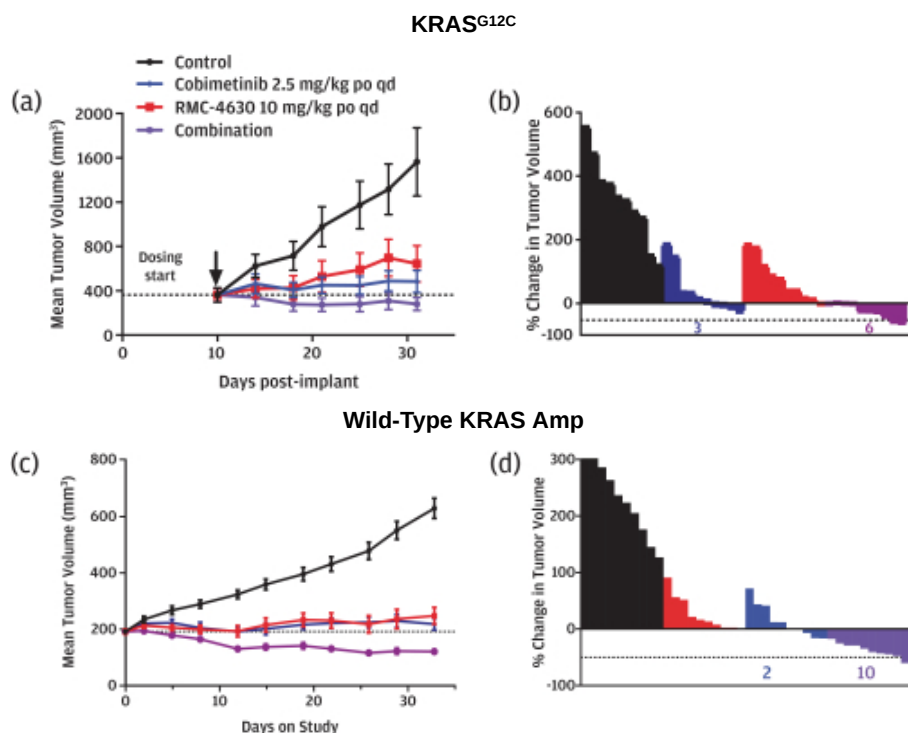 KRASG12C
Control
Cobimetinib 2.5 mg/kg po qd
RMC-4630 10 mg/kg po qd
Combination
(a)
Mean Tumor Volume (mm³)
2000
1600
1200
800
400
0
Dosing
start
0
10
20
30
Days post-implant
(b)
% Change in Tumor Volume
600
400
200
0
-100
3
6
Wild-Type KRAS Amp
(c)
Mean Tumor Volume (mm³)
800
600
400
200
0
0
10
20
30
Days on Study
(d)
% Change in Tumor Volume
300
200
100
0
-100
2
10